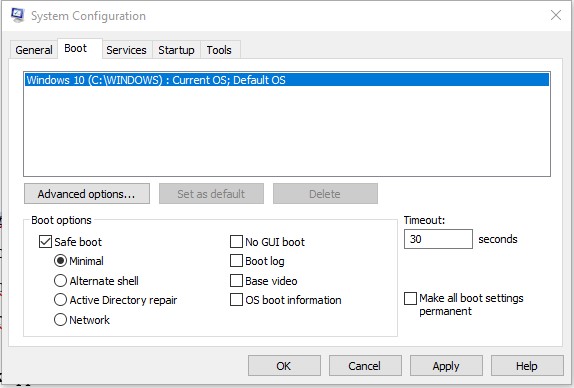 System Configuration
General Boot Services Startup Tools
Windows 10 (C:\WINDOWS) : Current OS; Default OS
Advanced options... Set as default Delete
Boot options Timeout:
Safe boot No GUI boot 30 seconds
Minimal Boot log
Alternate shell Base video
Active Directory repair OS boot information Make all boot settings
permanent
Network
OK Cancel Apply Help